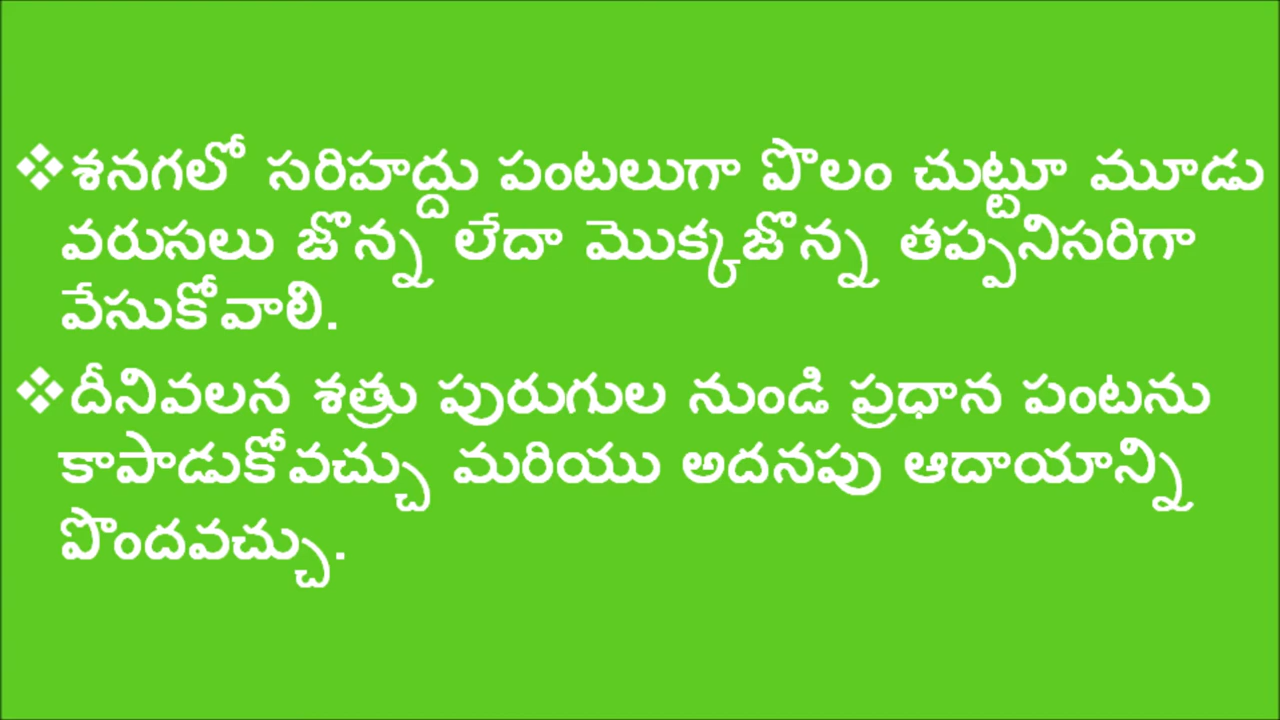 ❖శనగలో సరిహద్దు పంటలుగా పొలం చుట్టూ మూడు
వరుసలు జొన్న లేదా మొక్కజొన్న తప్పనిసరిగా
వేసుకోవాలి.
❖దీనివలన శత్రు పురుగుల నుండి ప్రధాన పంటను
కాపాడుకోవచ్చు మరియు అదనపు ఆదాయాన్ని
పొందవచ్చు.